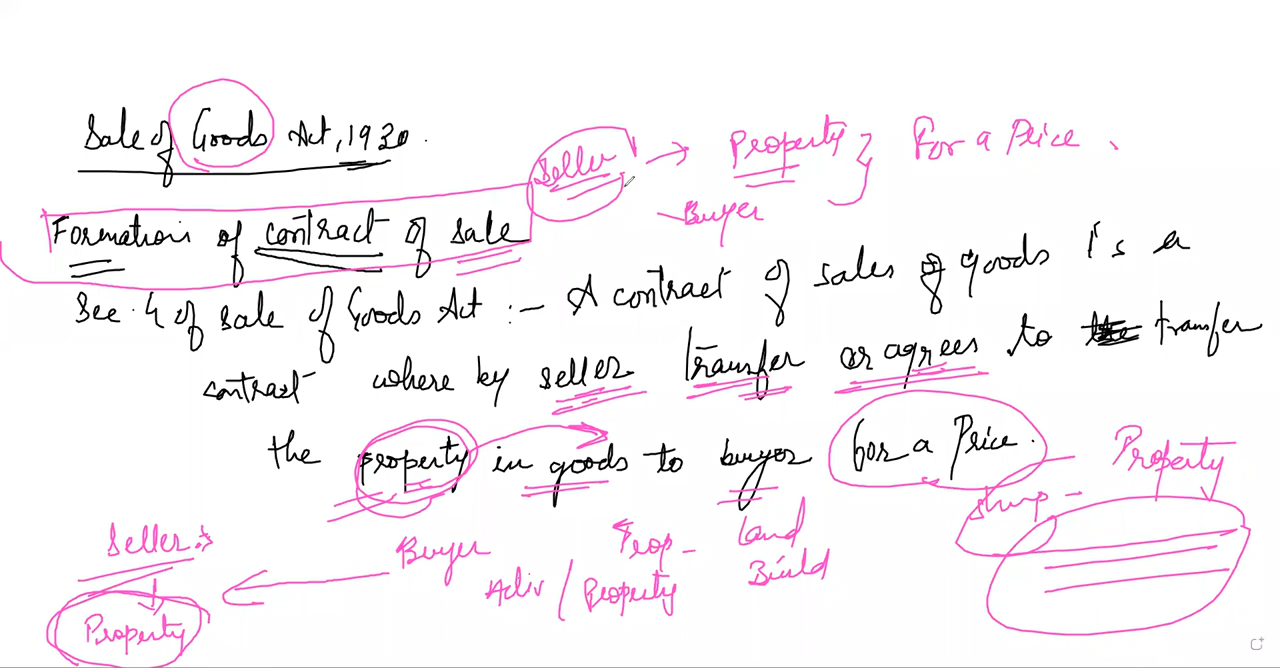 Sale of Goods Act, 1930.
Seller → Property } For a Price.
Buyer
Formation of contract of sale
Sec. 4 of sale of Goods Act :- A contract of sales of goods is a
contract where by seller transfer or agrees to transfer
the property in goods to buyer for a Price.
Property
Seller :
Buyer
Prop - Land
Build
/ Property
Property